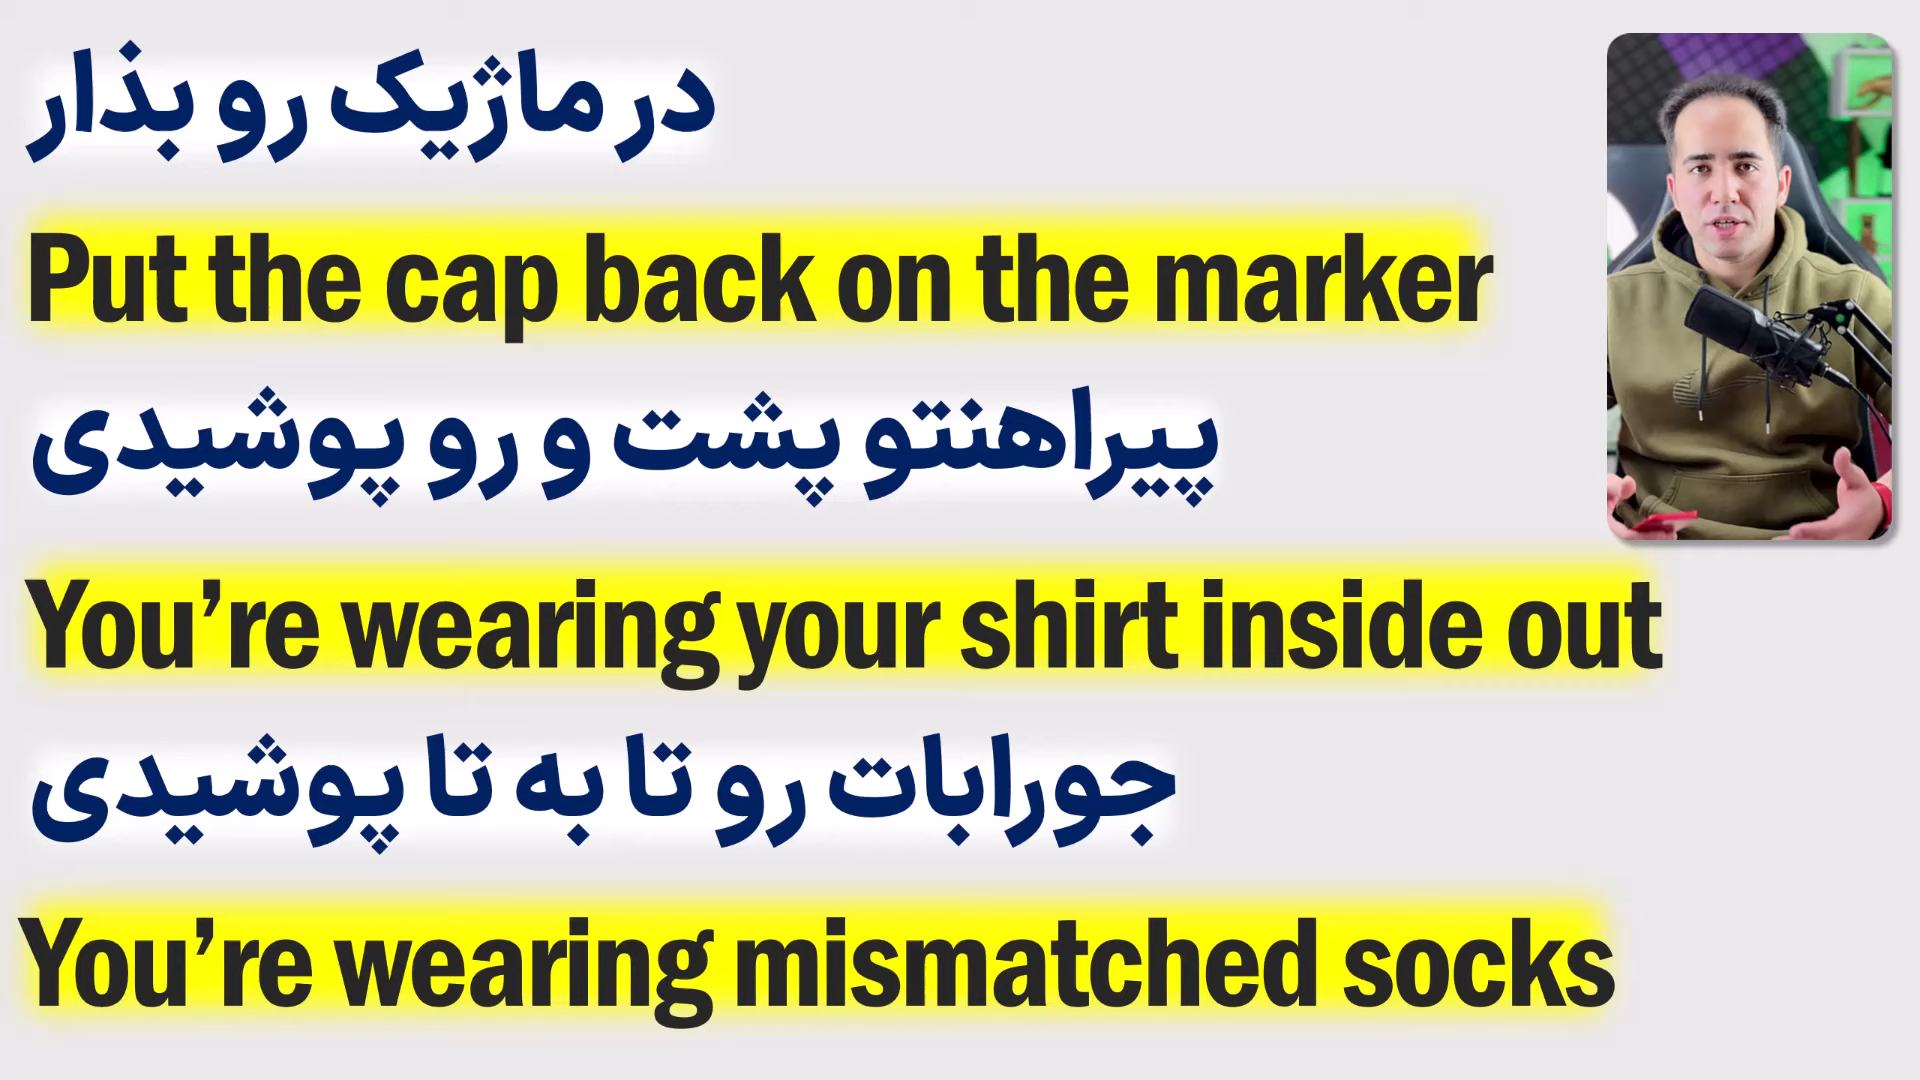 در ماژیک رو بذار
Put the cap back on the marker
پیراهنتو پشت و رو پوشیدی
You’re wearing your shirt inside out
جورابات رو تا به تا پوشیدی
You’re wearing mismatched socks